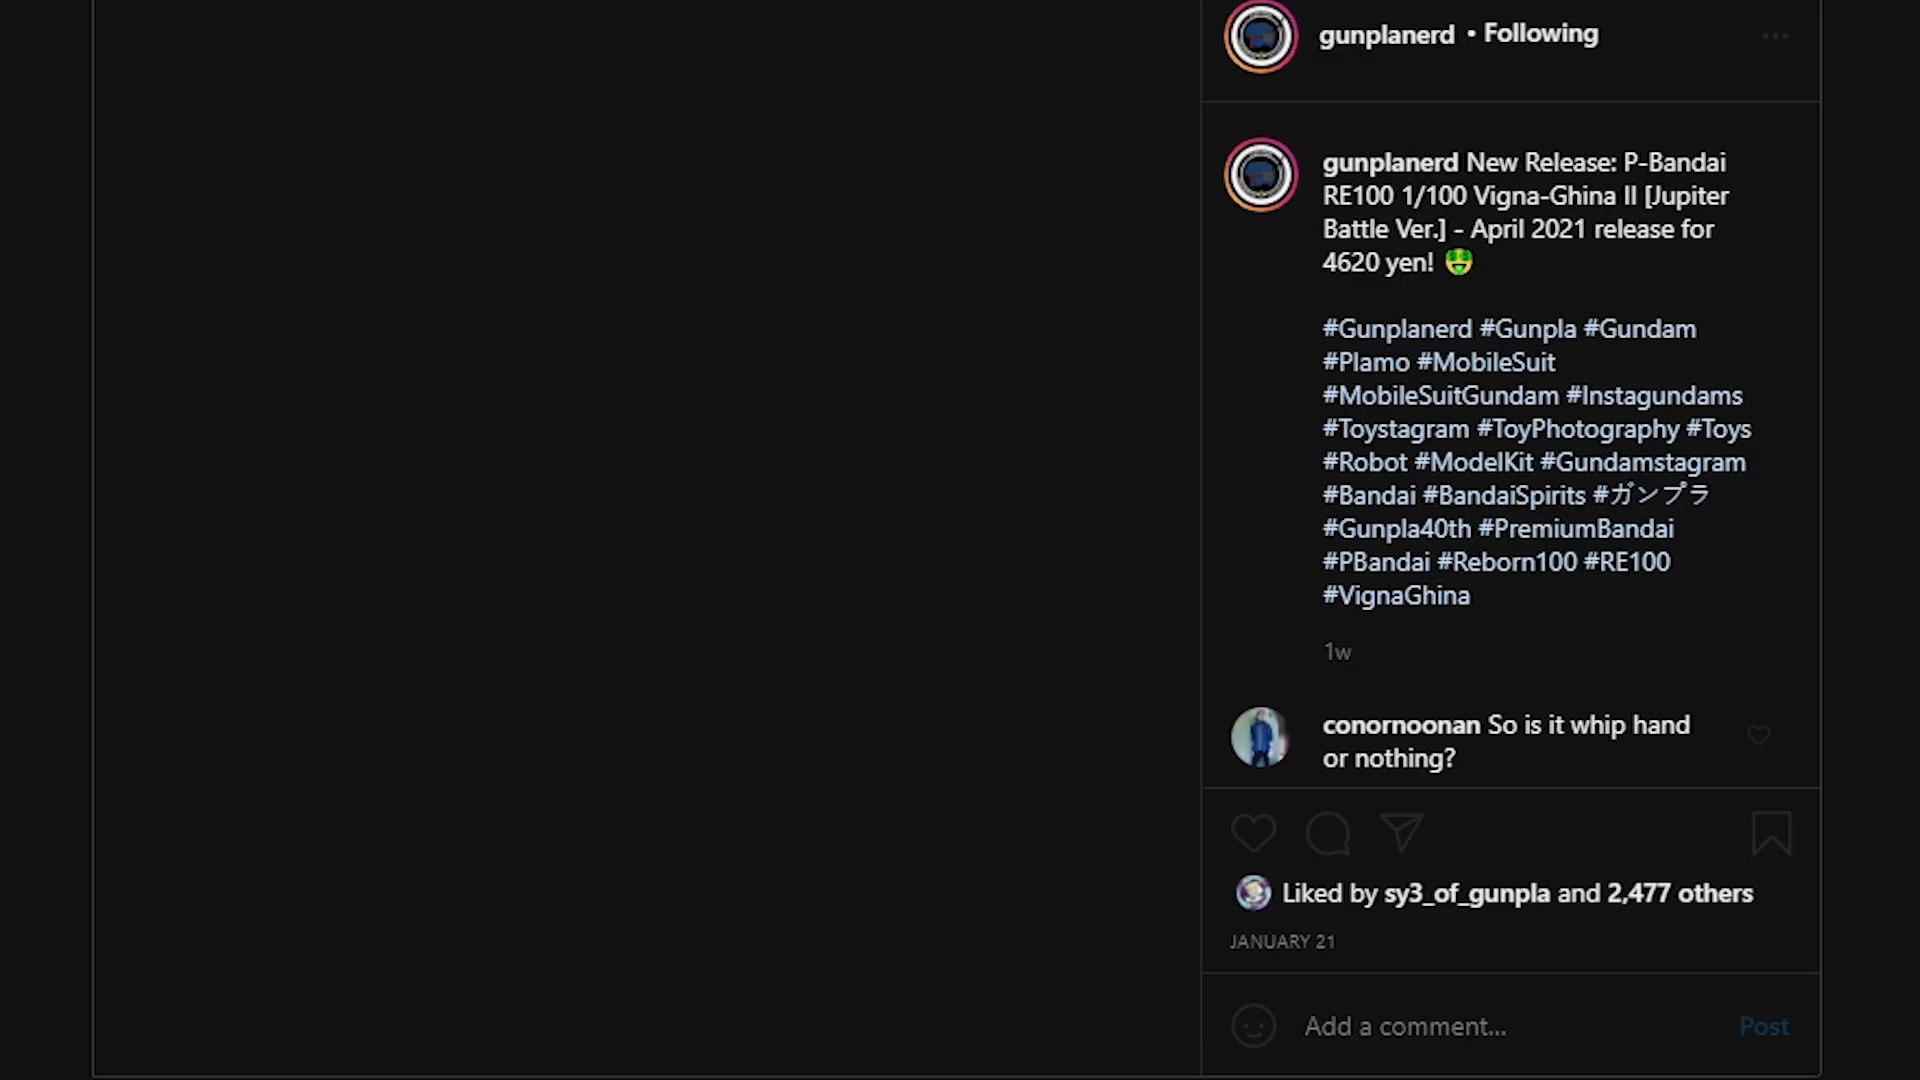 gunplanerd • Following
gunplanerd New Release: P-Bandai
RE100 1/100 Vigna-Ghina II [Jupiter
Battle Ver.] - April 2021 release for
4620 yen! 🤑
#Gunplanerd #Gunpla #Gundam
#Plamo #MobileSuit
#MobileSuitGundam #Instagundams
#Toystagram #ToyPhotography #Toys
#Robot #ModelKit #Gundamstagram
#Bandai #BandaiSpirits #ガンプラ
#Gunpla40th #PremiumBandai
#PBandai #Reborn100 #RE100
#VignaGhina
1w
conornoonan So is it whip hand
or nothing?
Liked by sy3_of_gunpla and 2,477 others
JANUARY 21
Add a comment... Post